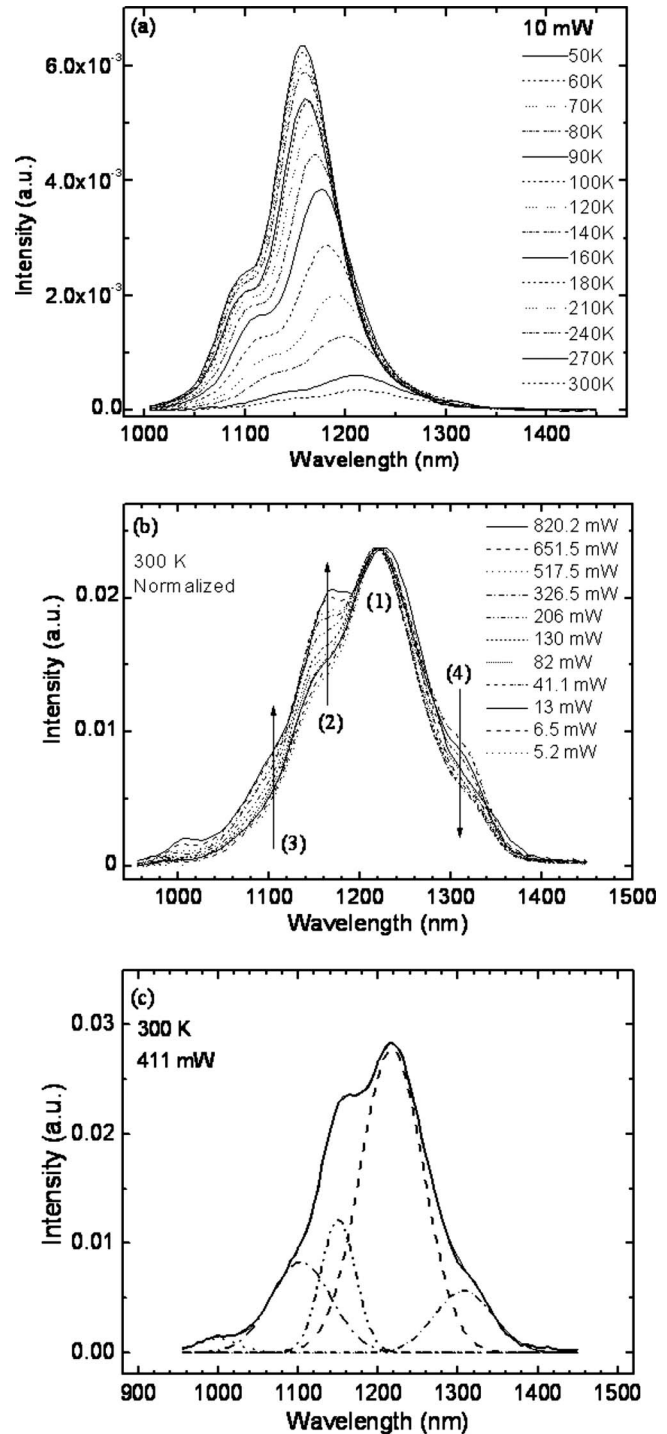 (a)
10 mW
50K
60K
70K
80K
90K
100K
120K
140K
160K
180K
210K
240K
270K
300K
6.0x10⁻³
4.0x10⁻³
2.0x10⁻³
0.0
Intensity (a.u.)
1000 1100 1200 1300 1400
Wavelength (nm)
(b)
300 K
Normalized
820.2 mW
651.5 mW
517.5 mW
326.5 mW
206 mW
130 mW
82 mW
41.1 mW
13 mW
6.5 mW
5.2 mW
(1)
(2)
(3)
(4)
0.02
0.01
0
Intensity (a.u.)
1000 1100 1200 1300 1400 1500
Wavelength (nm)
(c)
300 K
411 mW
0.03
0.02
0.01
0.00
Intensity (a.u.)
900 1000 1100 1200 1300 1400 1500
Wavelength (nm)